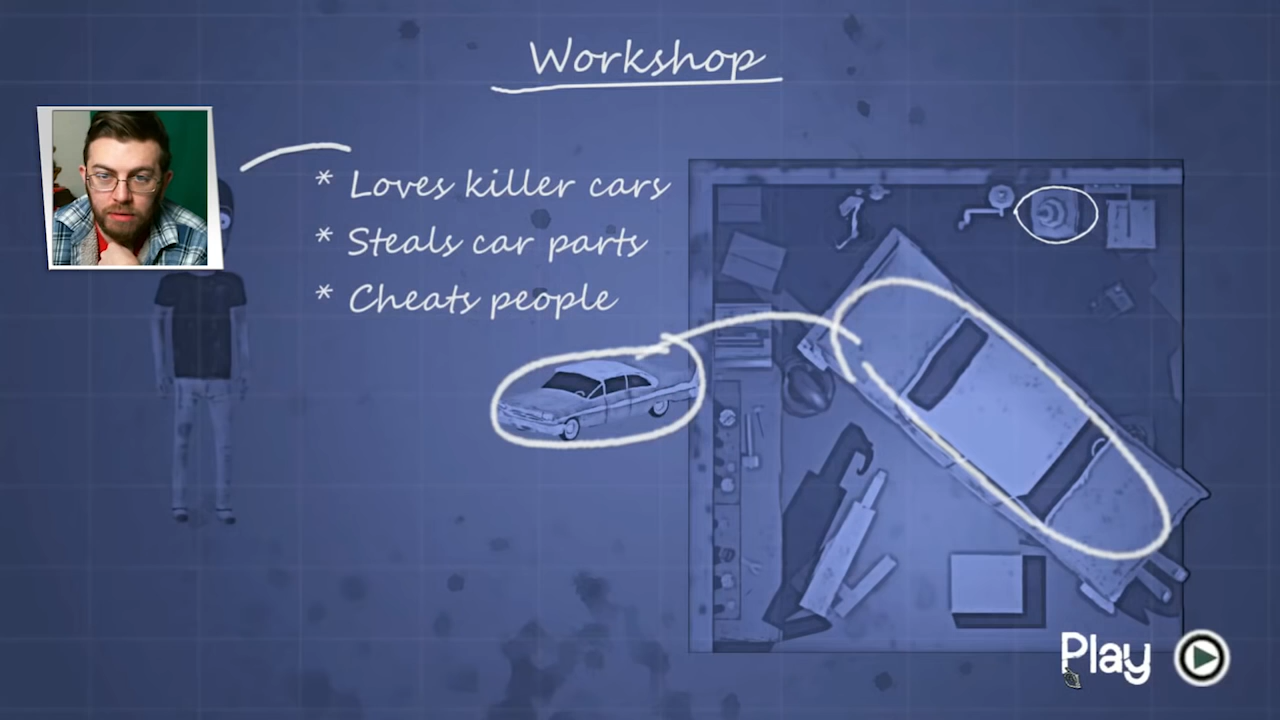 Workshop
* Loves killer cars
* Steals car parts
* Cheats people
Play